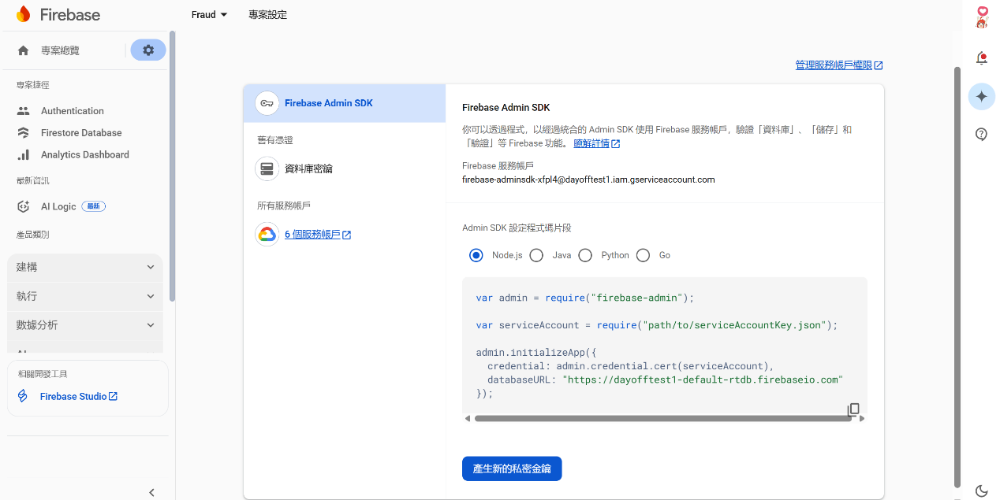 Firebase
Fraud
專案設定
專案總覽
專案捷徑
Authentication
Firestore Database
Analytics Dashboard
最新資訊
AI Logic
最新
產品類別
建構
執行
數據分析
相關開發工具
Firebase Studio
管理服務帳戶權限
Firebase Admin SDK
舊有憑證
資料庫密鑰
所有服務帳戶
6 個服務帳戶
Firebase Admin SDK
你可以透過程式，以經過統合的 Admin SDK 使用 Firebase 服務帳戶，驗證「資料庫」、「儲存」和
「驗證」等 Firebase 功能。 瞭解詳情
Firebase 服務帳戶
firebase-adminsdk-xfpl4@dayofftest1.iam.gserviceaccount.com
Admin SDK 設定程式碼片段
Node.js Java Python Go
var admin = require("firebase-admin");
var serviceAccount = require("path/to/serviceAccountKey.json");
admin.initializeApp({
credential: admin.credential.cert(serviceAccount),
databaseURL: "https://dayofftest1-default-rtdb.firebaseio.com"
});
產生新的私密金鑰